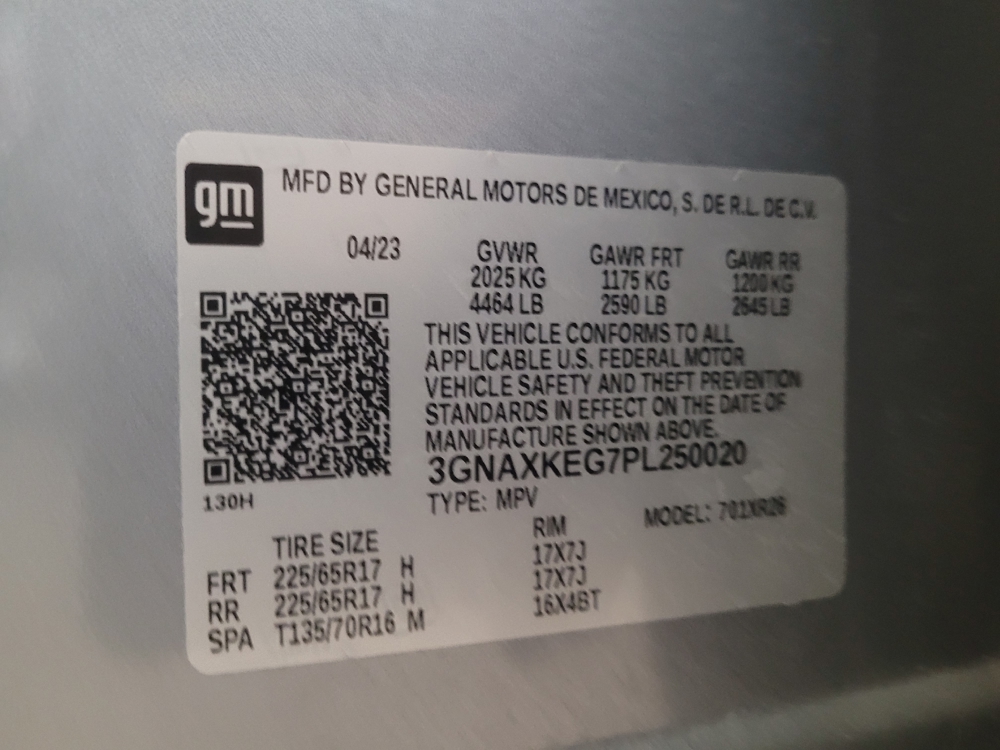 gm
MFD BY GENERAL MOTORS DE MEXICO, S. DE R.L. DE C.V.
04/23 GVWR GAWR FRT GAWR RR
2025 KG 1175 KG 1200 KG
4464 LB 2590 LB 2645 LB
THIS VEHICLE CONFORMS TO ALL
APPLICABLE U.S. FEDERAL MOTOR
VEHICLE SAFETY AND THEFT PREVENTION
STANDARDS IN EFFECT ON THE DATE OF
MANUFACTURE SHOWN ABOVE.
3GNAXKEG7PL250020
130H
TYPE: MPV MODEL: 701XR26
TIRE SIZE RIM
FRT 225/65R17 H 17X7J
RR 225/65R17 H 17X7J
SPA T135/70R16 M 16X4BT